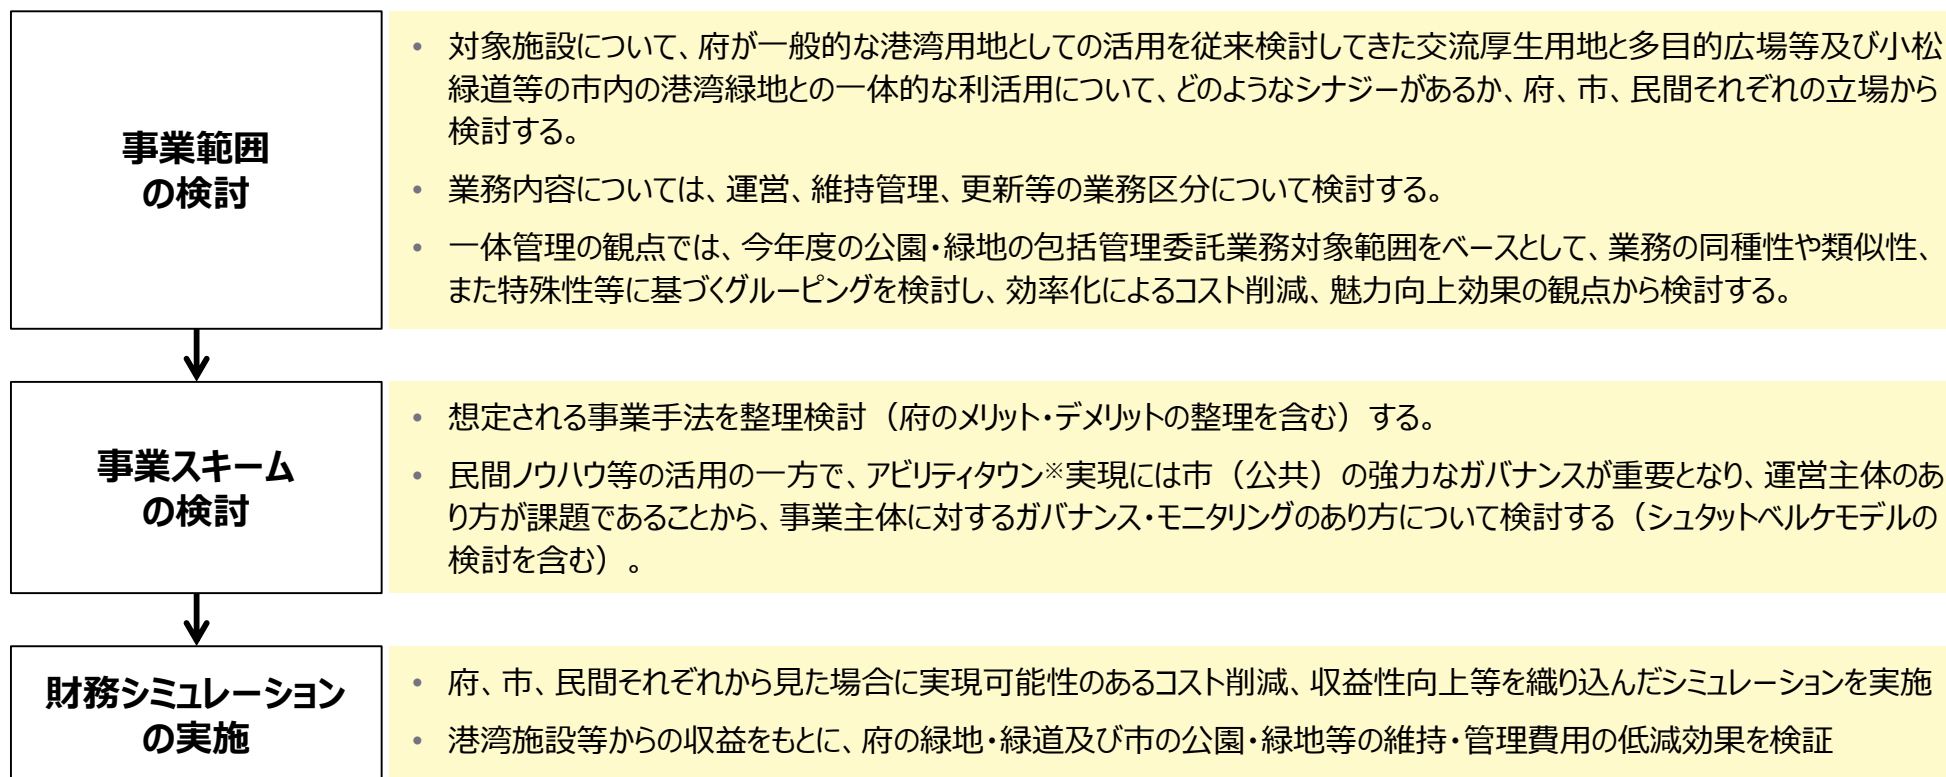 事業範囲
の検討
• 対象施設について、府が一般的な港湾用地としての活用を従来検討してきた交流厚生用地と多目的広場等及び小松
緑道等の市内の港湾緑地との一体的な利活用について、どのようなシナジーがあるか、府、市、民間それぞれの立場から
検討する。
• 業務内容については、運営、維持管理、更新等の業務区分について検討する。
• 一体管理の観点では、今年度の公園・緑地の包括管理委託業務対象範囲をベースとして、業務の同種性や類似性、
また特殊性等に基づくグルーピングを検討し、効率化によるコスト削減、魅力向上効果の観点から検討する。
事業スキーム
の検討
• 想定される事業手法を整理検討（府のメリット・デメリットの整理を含む）する。
• 民間ノウハウ等の活用の一方で、アビリティタウン※実現には市（公共）の強力なガバナンスが重要となり、運営主体のあ
り方が課題であることから、事業主体に対するガバナンス・モニタリングのあり方について検討する（シュタットベルケモデルの
検討を含む）。
財務シミュレーション
の実施
• 府、市、民間それぞれから見た場合に実現可能性のあるコスト削減、収益性向上等を織り込んだシミュレーションを実施
• 港湾施設等からの収益をもとに、府の緑地・緑道及び市の公園・緑地等の維持・管理費用の低減効果を検証